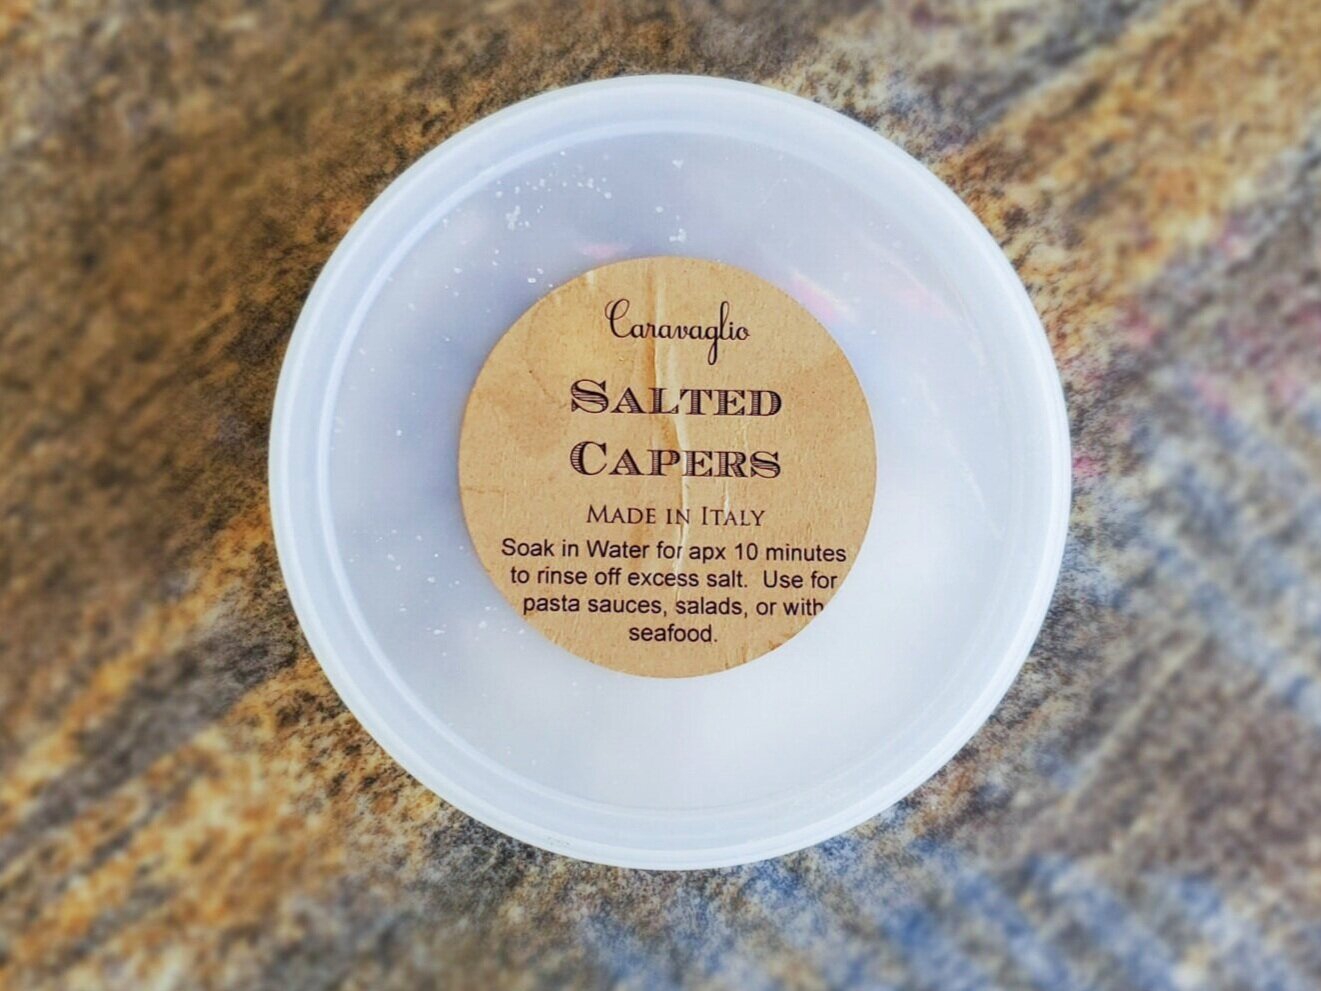 Caravaglio
SALTED
CAPERS
MADE IN ITALY
Soak in Water for apx 10 minutes
to rinse off excess salt.  Use for
pasta sauces, salads, or with
seafood.